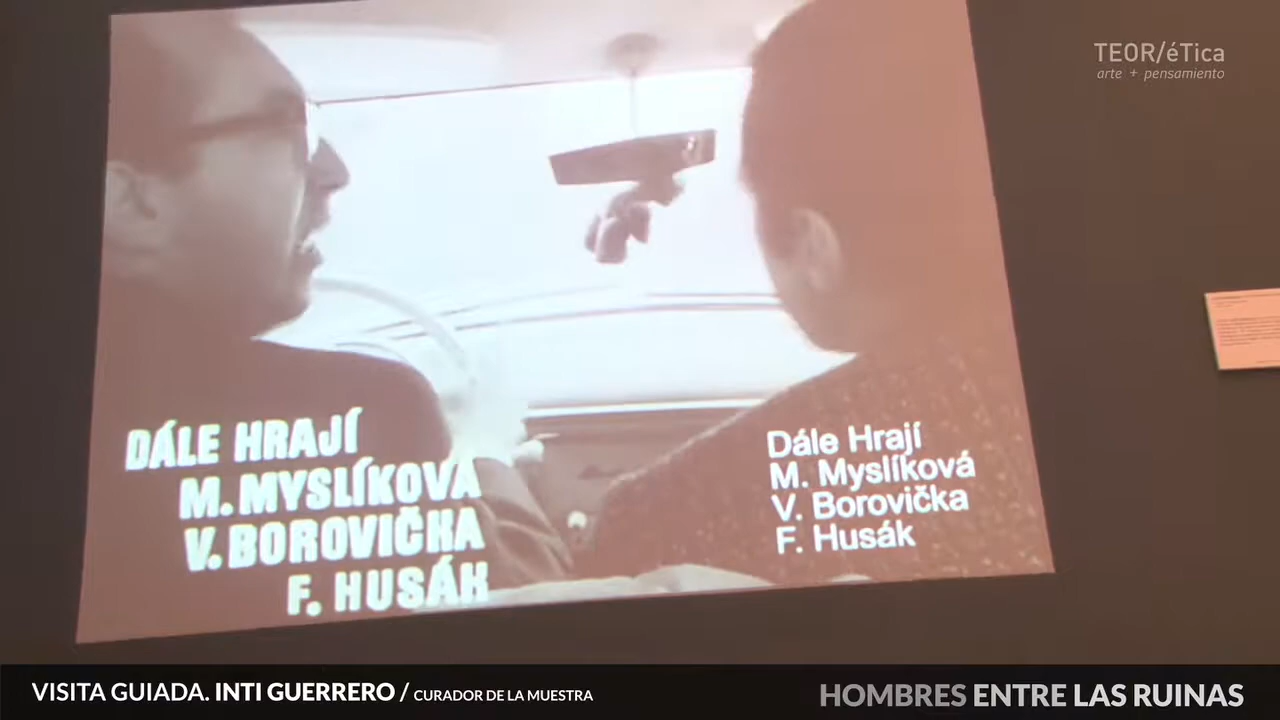 TEOR/éTica
arte + pensamiento
DÁLE HRAJÍ
M. MYSLÍKOVÁ
V. BOROVIČKA
F. HUSÁK
Dále Hrají
M. Myslíková
V. Borovička
F. Husák
VISITA GUIADA. INTI GUERRERO / CURADOR DE LA MUESTRA
HOMBRES ENTRE LAS RUINAS